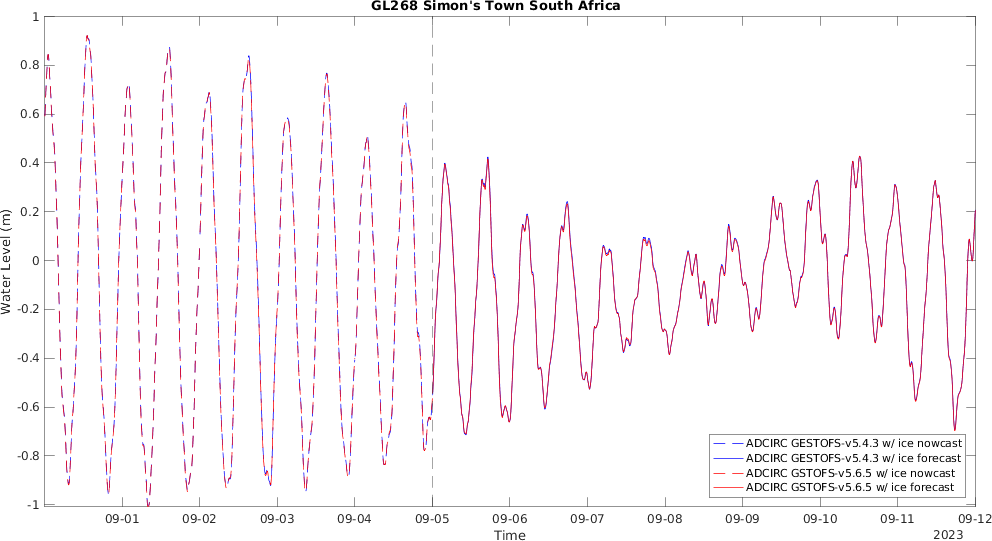 GL268 Simon's Town South Africa
Water Level (m)
1
0.8
0.6
0.4
0.2
0
-0.2
-0.4
-0.6
-0.8
-1
ADCIRC GESTOFS-v5.4.3 w/ ice nowcast
ADCIRC GESTOFS-v5.4.3 w/ ice forecast
ADCIRC GSTOFS-v5.6.5 w/ ice nowcast
ADCIRC GSTOFS-v5.6.5 w/ ice forecast
09-01 09-02 09-03 09-04 09-05 09-06 09-07 09-08 09-09 09-10 09-11 09-12
Time
2023